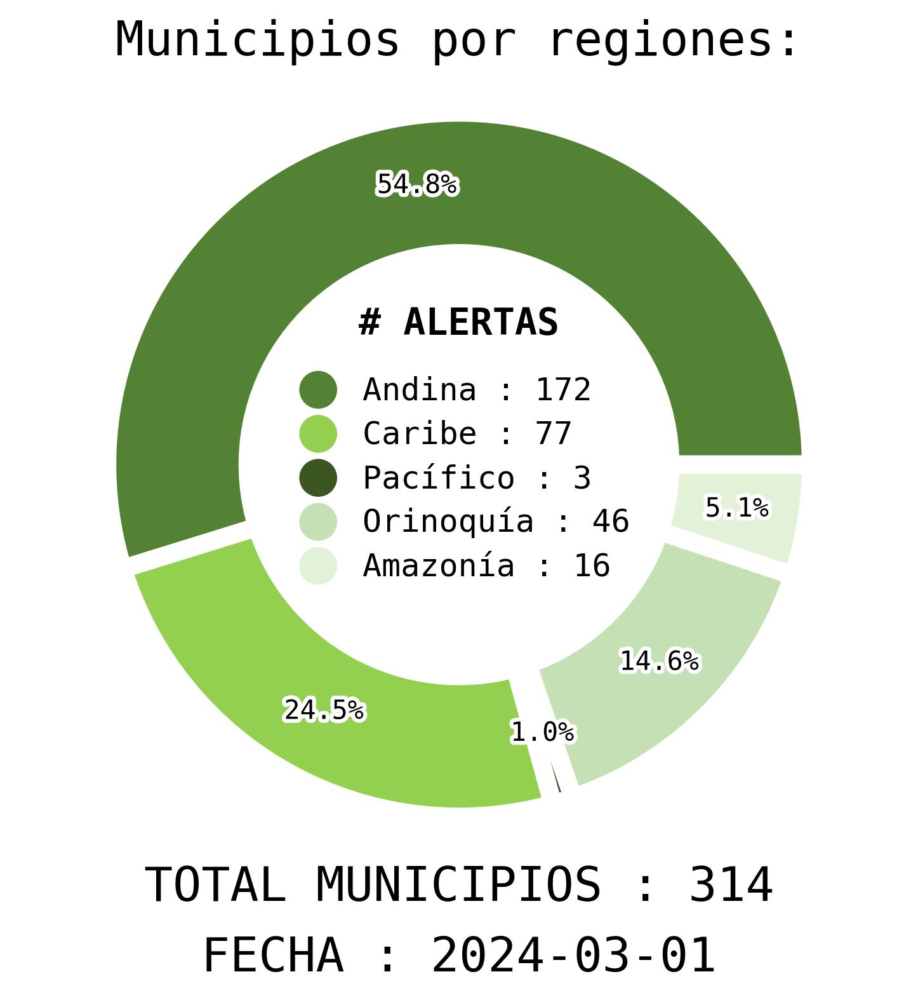 Municipios por regiones:
54.8%
# ALERTAS
Andina : 172
Caribe : 77
Pacífico : 3
Orinoquía : 46
Amazonía : 16
5.1%
14.6%
24.5%
1.0%
TOTAL MUNICIPIOS : 314
FECHA : 2024-03-01